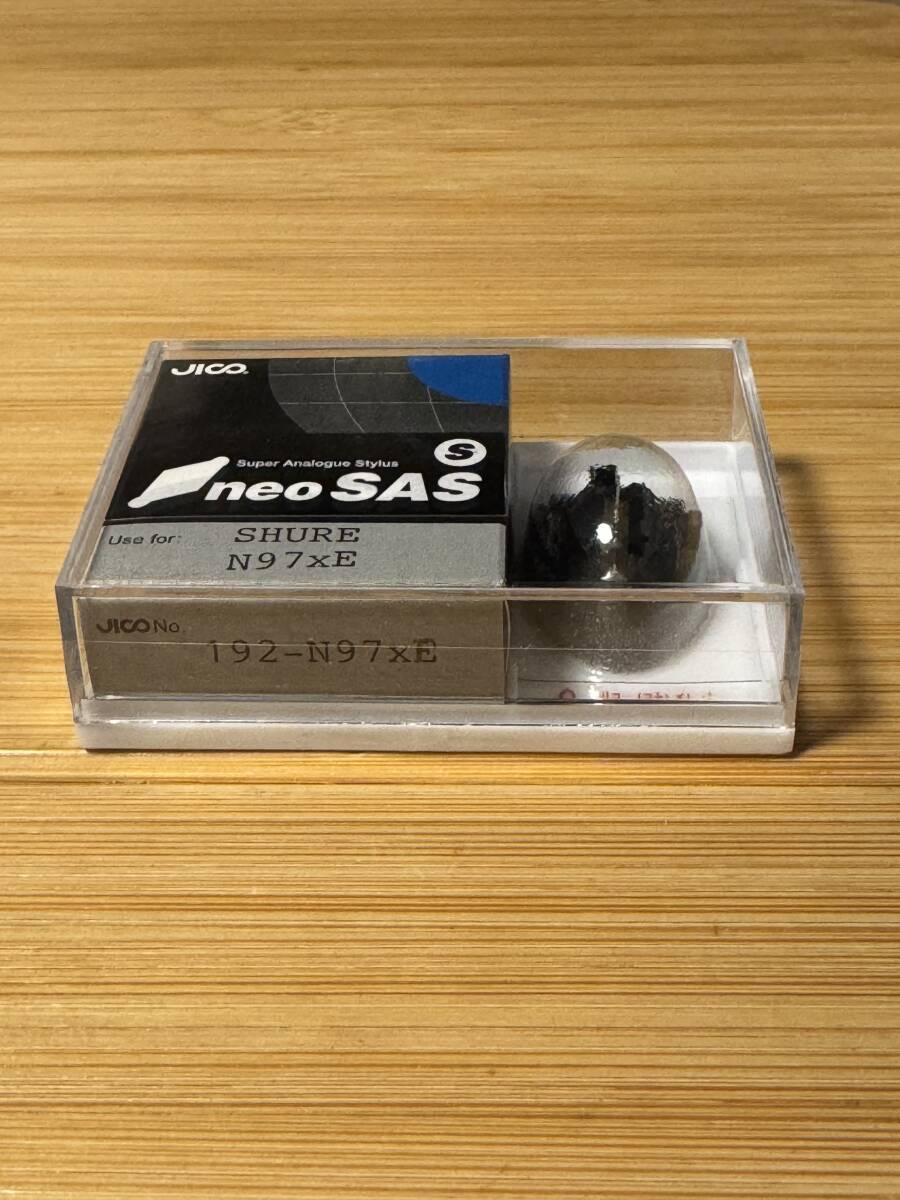 JICO®
S
Super Analogue Stylus
neo SAS
Use for: SHURE
N97xE
JICO No.
192-N97xE